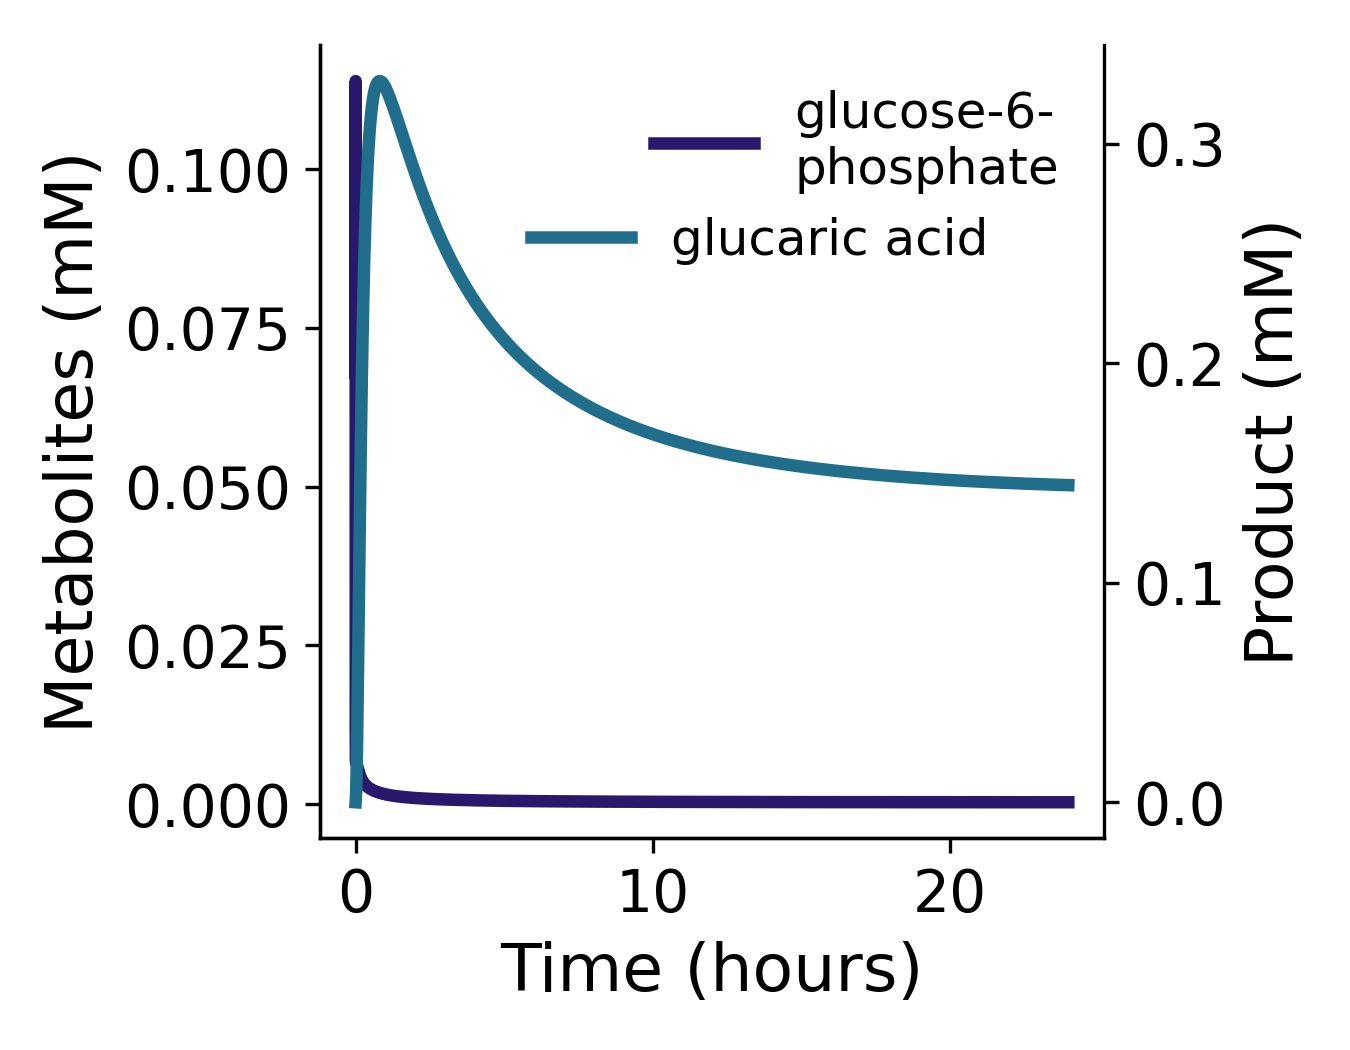 glucose-6-
phosphate
glucaric acid
Metabolites (mM)
0.100
0.075
0.050
0.025
0.000
0.3
0.2
0.1
0.0
Product (mM)
0 10 20
Time (hours)